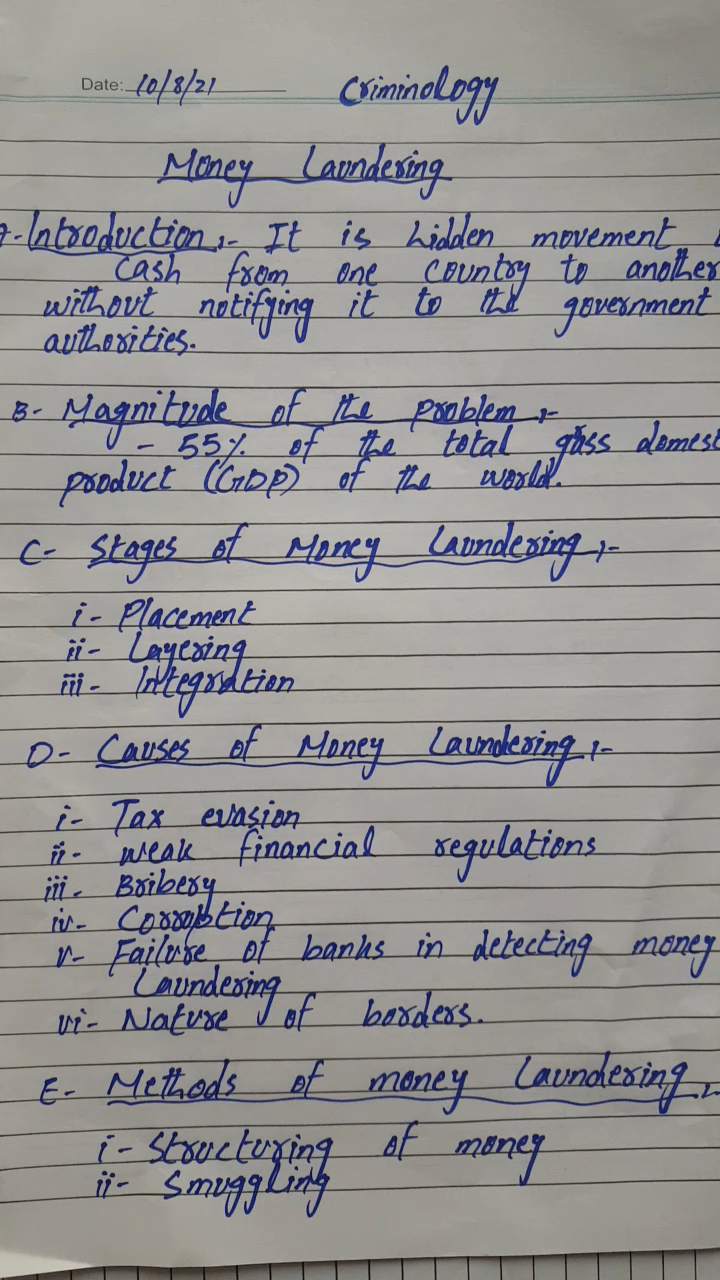 Date: 10/8/21 Criminology
Money Laundering
A- Introduction :- It is hidden movement
Cash from one country to another
without notifying it to the government
authorities.
B- Magnitude of the problem :-
- 55% of the total gross domest
product (GDP) of the world.
C- Stages of Money Laundering :-
i- Placement
ii- Layering
iii- Integration
D- Causes of Money Laundering :-
i- Tax evasion
ii- weak financial regulations
iii- Bribery
iv- Corruption
v- Failure of banks in detecting money
Laundering
vi- Nature of borders.
E- Methods of money Laundering :-
i- Structuring of money
ii- Smuggling